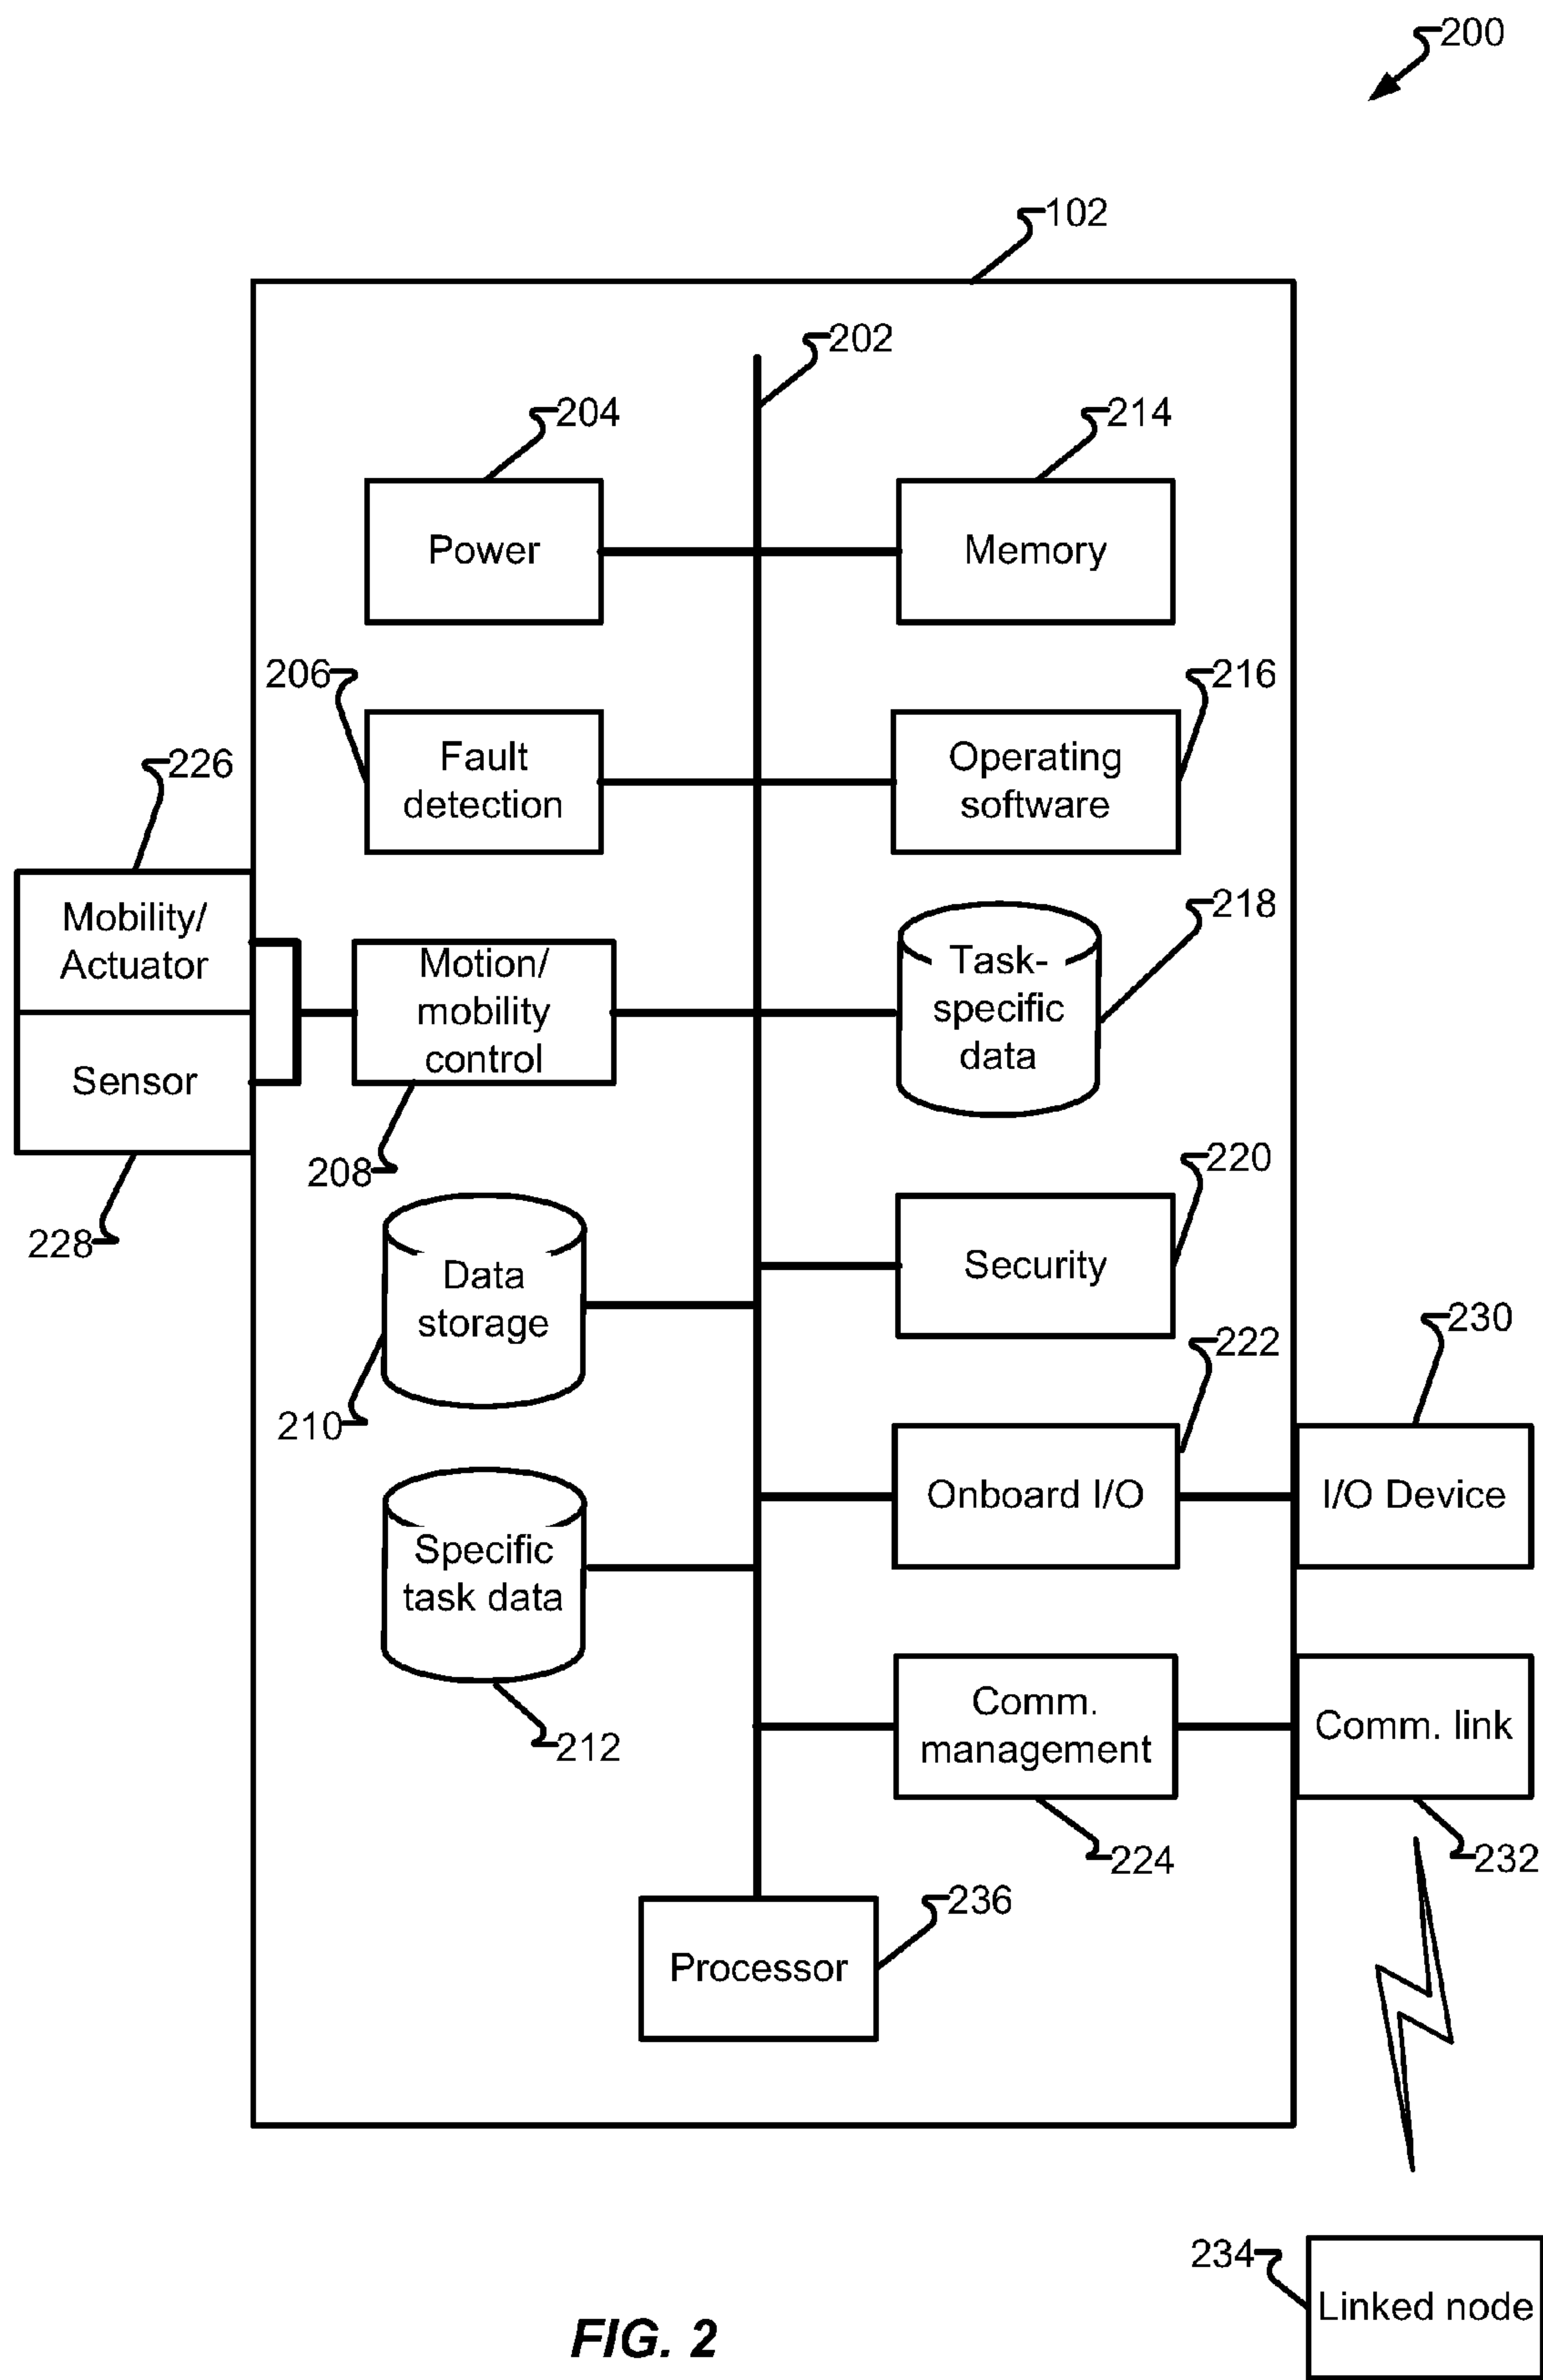 200
102
202
204
214
Power
Memory
206
216
Fault
detection
Operating
software
226
218
Mobility/
Actuator
Motion/
mobility
control
Task-
specific
data
Sensor
208
220
228
Data
storage
Security
230
222
210
Onboard I/O
I/O Device
Specific
task data
212
Comm.
management
Comm. link
224
232
236
Processor
234
Linked node
FIG. 2